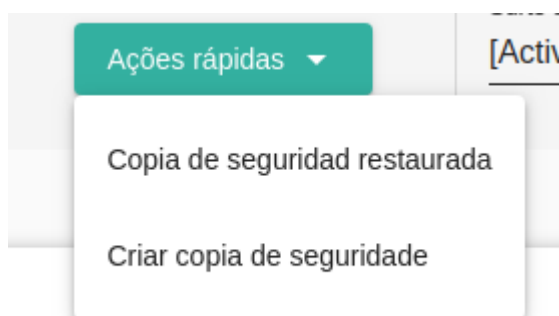 Ações rápidas
[Activ
Copia de seguridad restaurada
Criar copia de seguridade